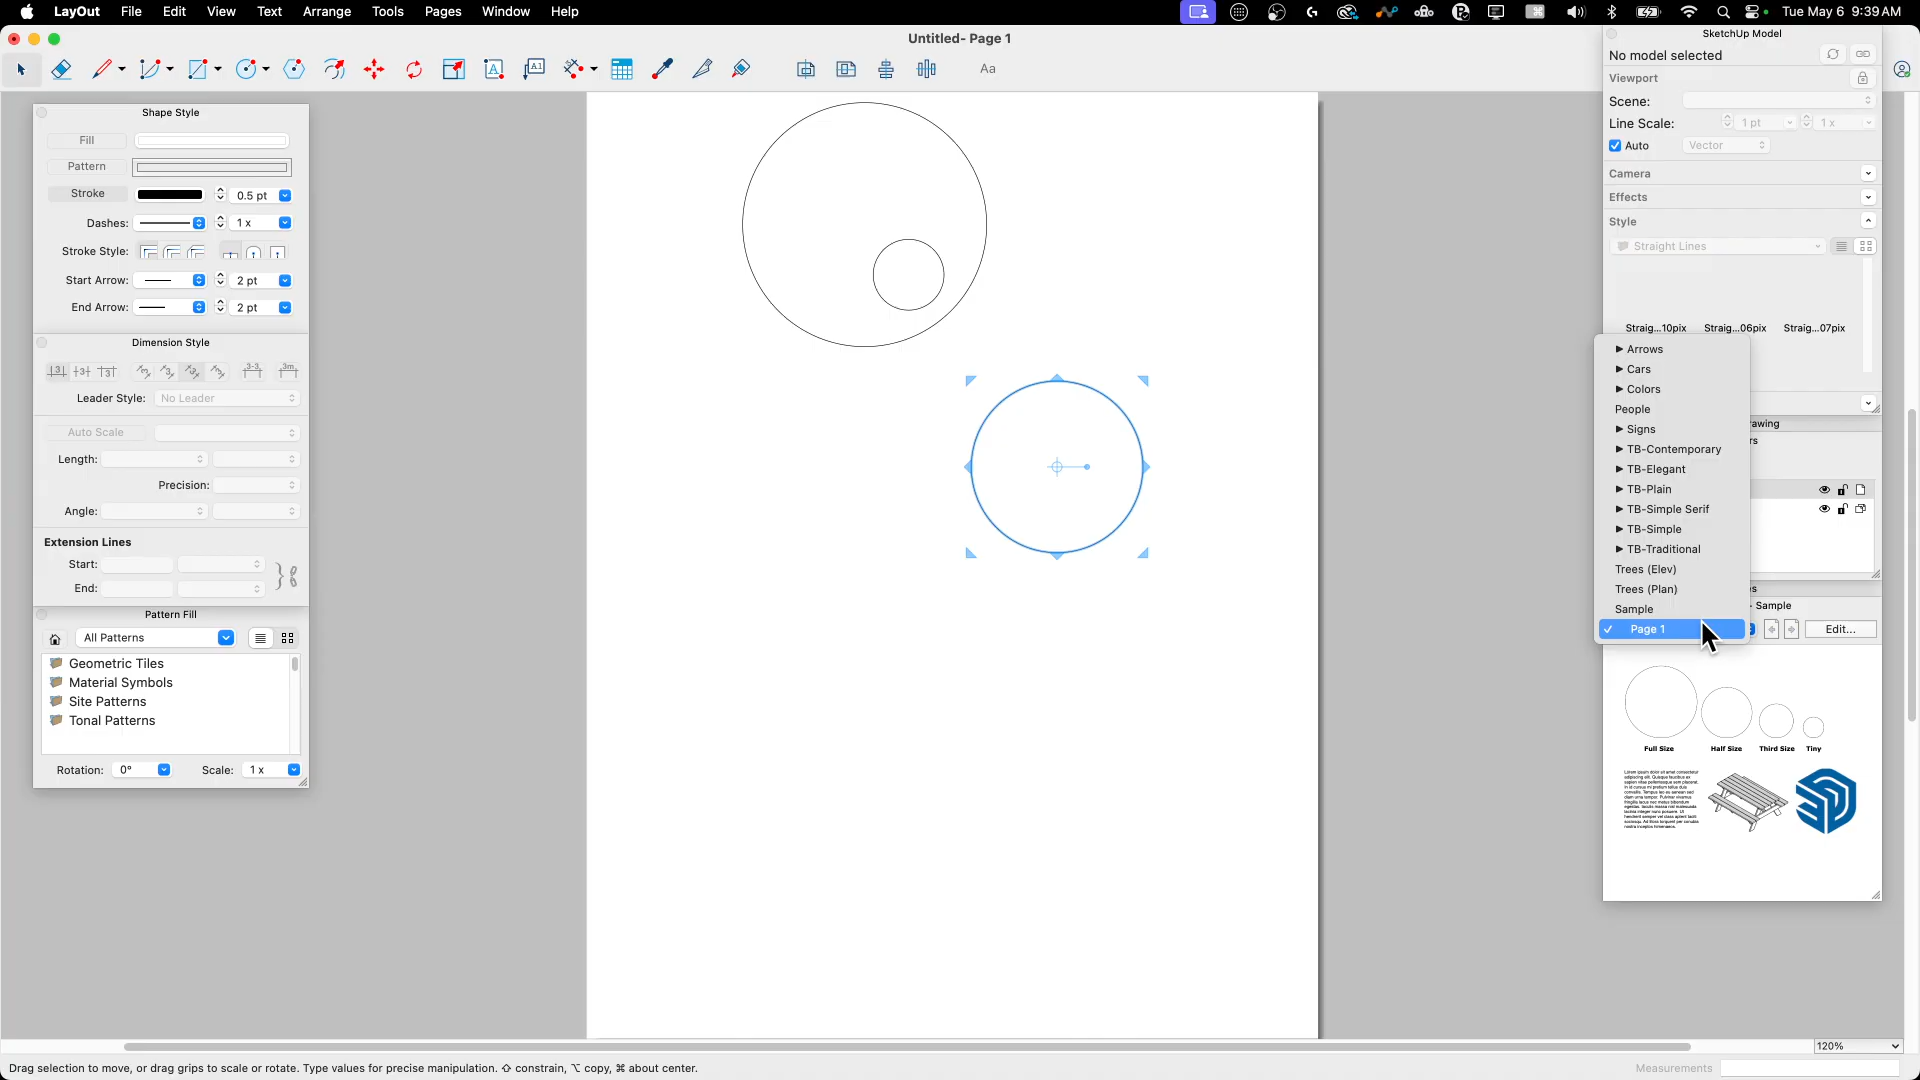 LayOut File Edit View Text Arrange Tools Pages Window Help
Tue May 6 9:39 AM
Untitled- Page 1
Aa
Shape Style
Fill
Pattern
Stroke 0.5 pt
Dashes: 1 x
Stroke Style:
Start Arrow: 2 pt
End Arrow: 2 pt
Dimension Style
Leader Style: No Leader
Auto Scale
Length:
Precision:
Angle:
Extension Lines
Start:
End:
Pattern Fill
All Patterns
Geometric Tiles
Material Symbols
Site Patterns
Tonal Patterns
Rotation: 0° Scale: 1 x
SketchUp Model
No model selected
Viewport
Scene:
Line Scale: 1 pt 1 x
Auto Vector
Camera
Effects
Style
Straight Lines
Straig...10pix Straig...06pix Straig...07pix
Arrows
Cars
Colors
People
Signs
TB-Contemporary
TB-Elegant
TB-Plain
TB-Simple Serif
TB-Simple
TB-Traditional
Trees (Elev)
Trees (Plan)
Sample
Page 1
Sample
Edit...
Full Size Half Size Third Size Tiny
120%
Drag selection to move, or drag grips to scale or rotate. Type values for precise manipulation. ⇧ constrain, ⌥ copy, ⌘ about center.
Measurements